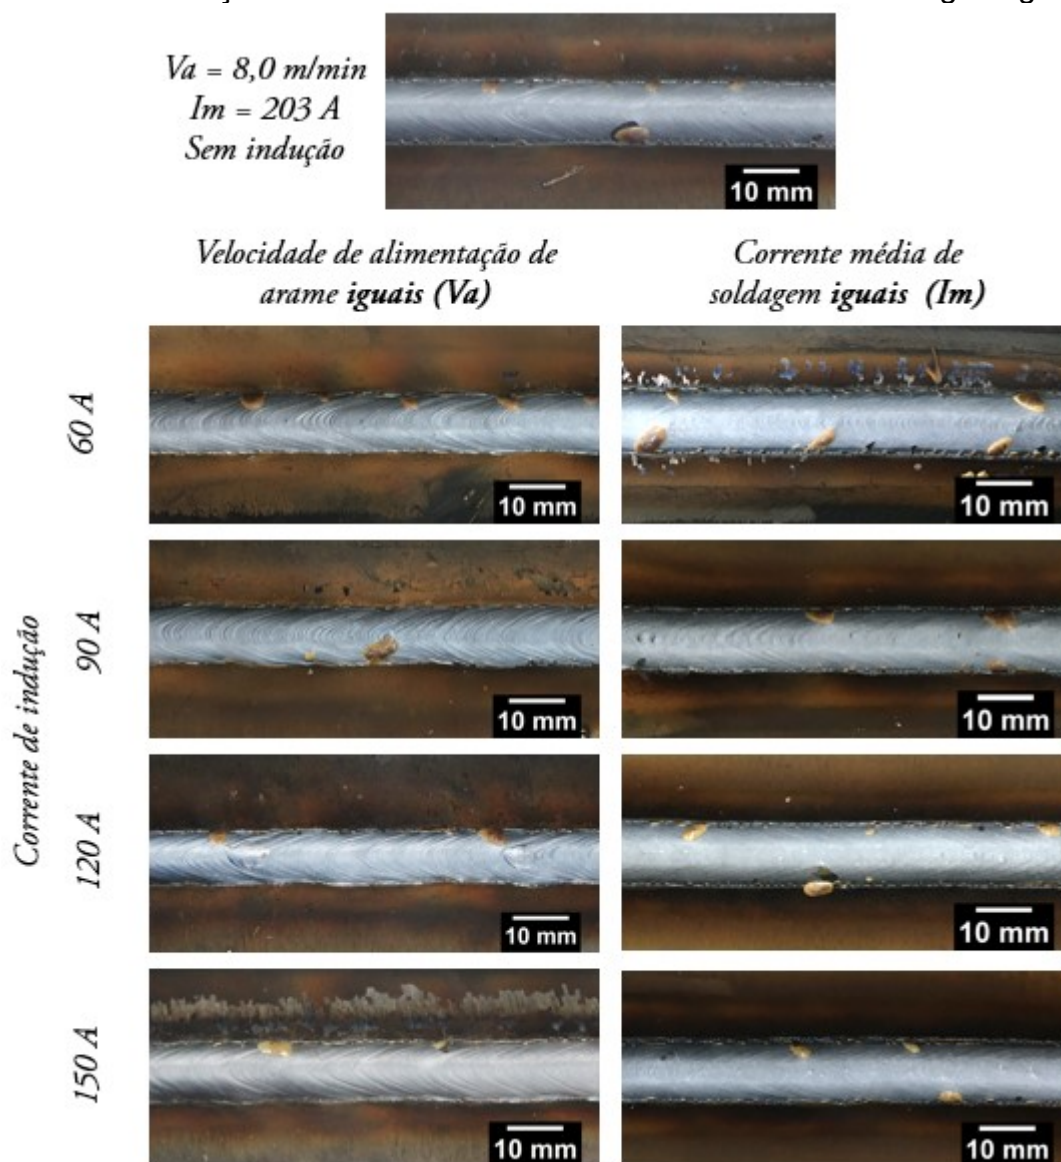 Va = 8,0 m/min
Im = 203 A
Sem indução
10 mm
Velocidade de alimentação de
arame iguais (Va)
Corrente média de
soldagem iguais (Im)
Corrente de indução
60 A
10 mm
10 mm
90 A
10 mm
10 mm
120 A
10 mm
10 mm
150 A
10 mm
10 mm